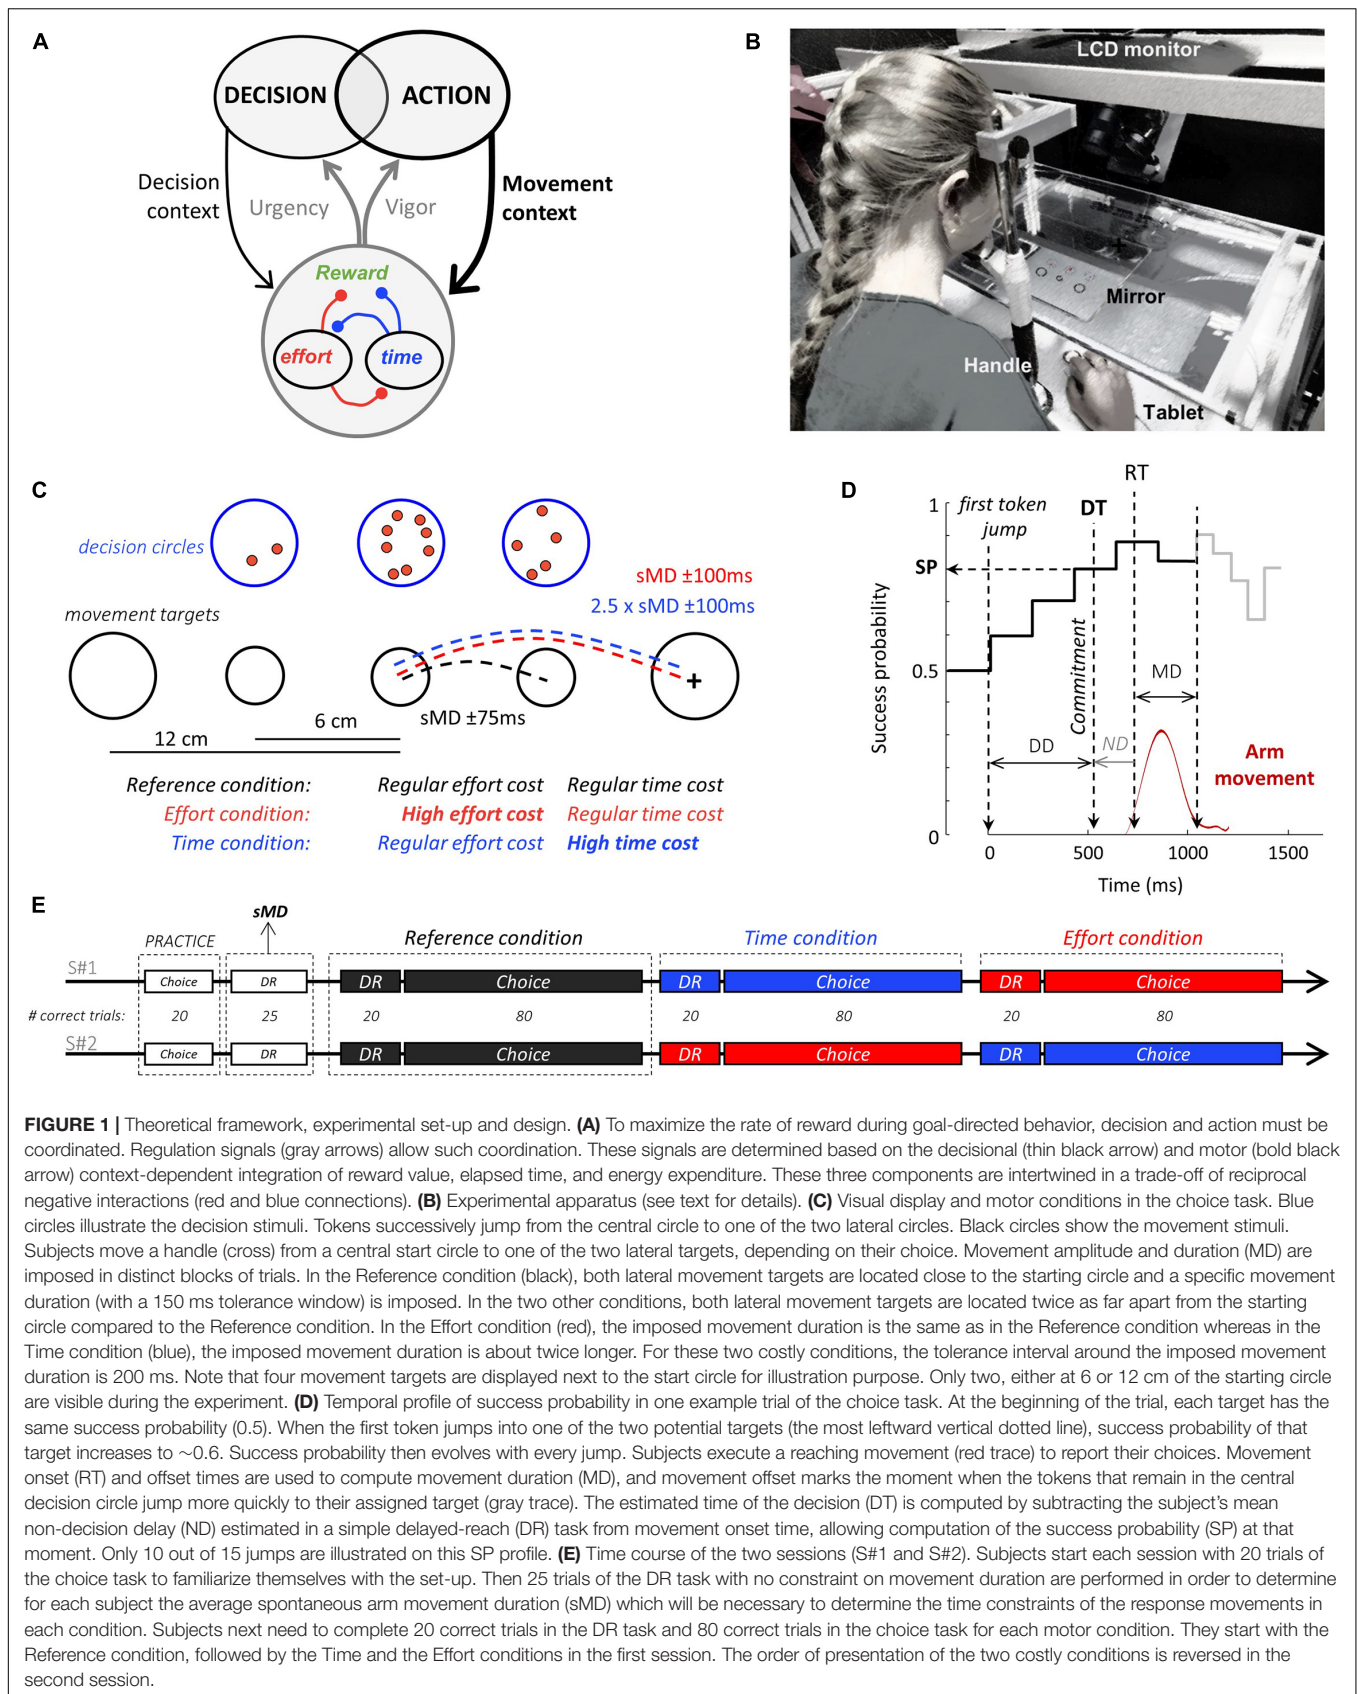 A
DECISION
ACTION
Decision
context
Urgency
Vigor
Movement
context
Reward
effort
time
B
LCD monitor
Mirror
Handle
Tablet
C
decision circles
sMD ±100ms
2.5 x sMD ±100ms
movement targets
sMD ±75ms
6 cm
12 cm
Reference condition: Regular effort cost Regular time cost
Effort condition: High effort cost Regular time cost
Time condition: Regular effort cost High time cost
D
RT
1
first token
jump
DT
SP
Success probability
Commitment
0.5
MD
DD
ND
Arm
movement
0
0 500 1000 1500
Time (ms)
E
sMD
PRACTICE
Reference condition
Time condition
Effort condition
S#1
Choice DR DR Choice DR Choice DR Choice
# correct trials: 20 25 20 80 20 80 20 80
S#2
Choice DR DR Choice DR Choice DR Choice
FIGURE 1 | Theoretical framework, experimental set-up and design. (A) To maximize the rate of reward during goal-directed behavior, decision and action must be
coordinated. Regulation signals (gray arrows) allow such coordination. These signals are determined based on the decisional (thin black arrow) and motor (bold black
arrow) context-dependent integration of reward value, elapsed time, and energy expenditure. These three components are intertwined in a trade-off of reciprocal
negative interactions (red and blue connections). (B) Experimental apparatus (see text for details). (C) Visual display and motor conditions in the choice task. Blue
circles illustrate the decision stimuli. Tokens successively jump from the central circle to one of the two lateral circles. Black circles show the movement stimuli.
Subjects move a handle (cross) from a central start circle to one of the two lateral targets, depending on their choice. Movement amplitude and duration (MD) are
imposed in distinct blocks of trials. In the Reference condition (black), both lateral movement targets are located close to the starting circle and a specific movement
duration (with a 150 ms tolerance window) is imposed. In the two other conditions, both lateral movement targets are located twice as far apart from the starting
circle compared to the Reference condition. In the Effort condition (red), the imposed movement duration is the same as in the Reference condition whereas in the
Time condition (blue), the imposed movement duration is about twice longer. For these two costly conditions, the tolerance interval around the imposed movement
duration is 200 ms. Note that four movement targets are displayed next to the start circle for illustration purpose. Only two, either at 6 or 12 cm of the starting circle
are visible during the experiment. (D) Temporal profile of success probability in one example trial of the choice task. At the beginning of the trial, each target has the
same success probability (0.5). When the first token jumps into one of the two potential targets (the most leftward vertical dotted line), success probability of that
target increases to ∼0.6. Success probability then evolves with every jump. Subjects execute a reaching movement (red trace) to report their choices. Movement
onset (RT) and offset times are used to compute movement duration (MD), and movement offset marks the moment when the tokens that remain in the central
decision circle jump more quickly to their assigned target (gray trace). The estimated time of the decision (DT) is computed by subtracting the subject's mean
non-decision delay (ND) estimated in a simple delayed-reach (DR) task from movement onset time, allowing computation of the success probability (SP) at that
moment. Only 10 out of 15 jumps are illustrated on this SP profile. (E) Time course of the two sessions (S#1 and S#2). Subjects start each session with 20 trials of
the choice task to familiarize themselves with the set-up. Then 25 trials of the DR task with no constraint on movement duration are performed in order to determine
for each subject the average spontaneous arm movement duration (sMD) which will be necessary to determine the time constraints of the response movements in
each condition. Subjects next need to complete 20 correct trials in the DR task and 80 correct trials in the choice task for each motor condition. They start with the
Reference condition, followed by the Time and the Effort conditions in the first session. The order of presentation of the two costly conditions is reversed in the
second session.